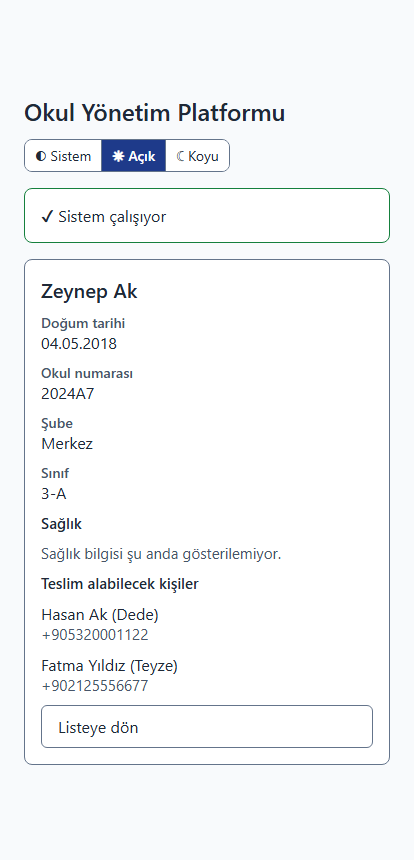 Okul Yönetim Platformu
◐ Sistem ❋ Açık ☾ Koyu
✓ Sistem çalışıyor
Zeynep Ak
Doğum tarihi
04.05.2018
Okul numarası
2024A7
Şube
Merkez
Sınıf
3-A
Sağlık
Sağlık bilgisi şu anda gösterilemiyor.
Teslim alabilecek kişiler
Hasan Ak (Dede)
+905320001122
Fatma Yıldız (Teyze)
+902125556677
Listeye dön